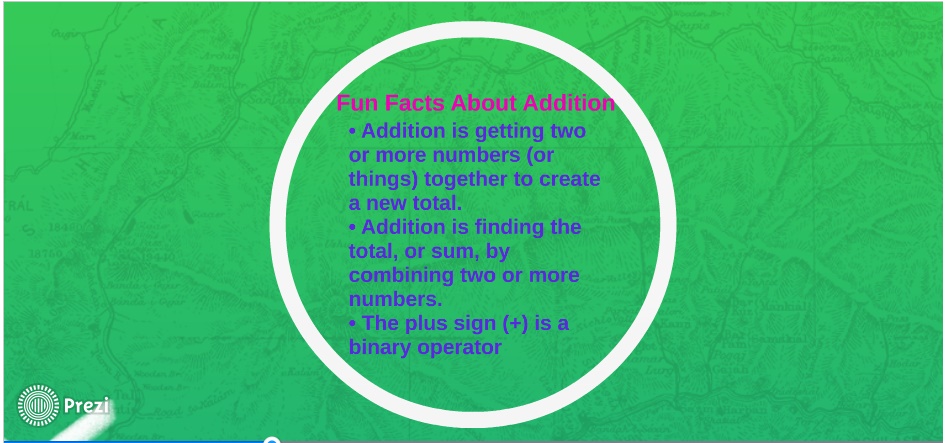 Fun Facts About Addition
• Addition is getting two
or more numbers (or
things) together to create
a new total.
• Addition is finding the
total, or sum, by
combining two or more
numbers.
• The plus sign (+) is a
binary operator
Prezi